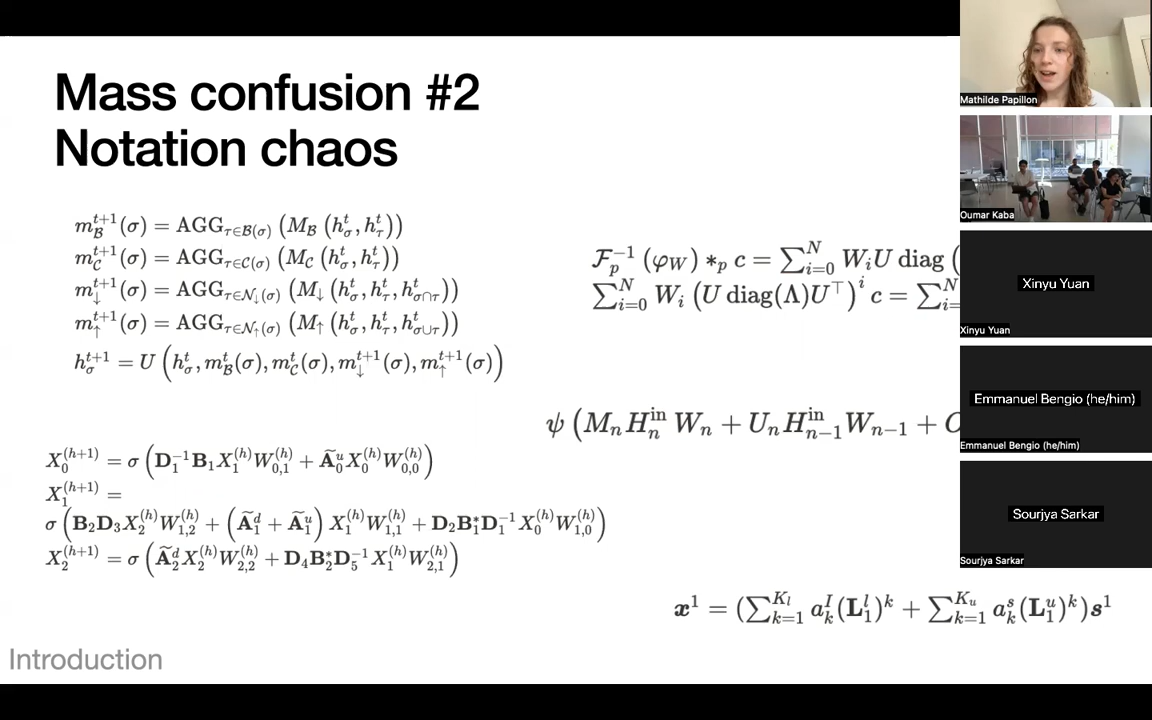 Mass confusion #2
Notation chaos
m_𝓑^{t+1}(σ) = AGG_{τ∈𝓑(σ)} (M_𝓑 (h_σ^t, h_τ^t))
m_𝓒^{t+1}(σ) = AGG_{τ∈𝓒(σ)} (M_𝓒 (h_σ^t, h_τ^t))
m_↓^{t+1}(σ) = AGG_{τ∈𝓝_↓(σ)} (M_↓ (h_σ^t, h_τ^t, h_{σ∩τ}^t))
m_↑^{t+1}(σ) = AGG_{τ∈𝓝_↑(σ)} (M_↑ (h_σ^t, h_τ^t, h_{σ∪τ}^t))
h_σ^{t+1} = U (h_σ^t, m_𝓑^t(σ), m_𝓒^t(σ), m_↓^{t+1}(σ), m_↑^{t+1}(σ))
𝓕_p^{-1} (φ_W) *_p c = ∑_{i=0}^N W_i U diag (
∑_{i=0}^N W_i (U diag(Λ)U^⊤)^i c = ∑_{i=}^N
ψ (M_n H_n^{in} W_n + U_n H_{n-1}^{in} W_{n-1} +
X_0^{(h+1)} = σ (D_1^{-1} B_1 X_1^{(h)} W_{0,1}^{(h)} + Ã_0^u X_0^{(h)} W_{0,0}^{(h)})
X_1^{(h+1)} =
σ (B_2 D_3 X_2^{(h)} W_{1,2}^{(h)} + (Ã_1^d + Ã_1^u) X_1^{(h)} W_{1,1}^{(h)} + D_2 B_1^* D_1^{-1} X_0^{(h)} W_{1,0}^{(h)})
X_2^{(h+1)} = σ (Ã_2^d X_2^{(h)} W_{2,2}^{(h)} + D_4 B_2^* D_5^{-1} X_1^{(h)} W_{2,1}^{(h)})
x^1 = (∑_{k=1}^{K_l} a_k^l (L_1^l)^k + ∑_{k=1}^{K_u} a_k^s (L_1^u)^k) s^1
Introduction
Mathilde Papillon
Oumar Kaba
Xinyu Yuan
Xinyu Yuan
Emmanuel Bengio (he/him)
Emmanuel Bengio (he/him)
Sourjya Sarkar
Sourjya Sarkar